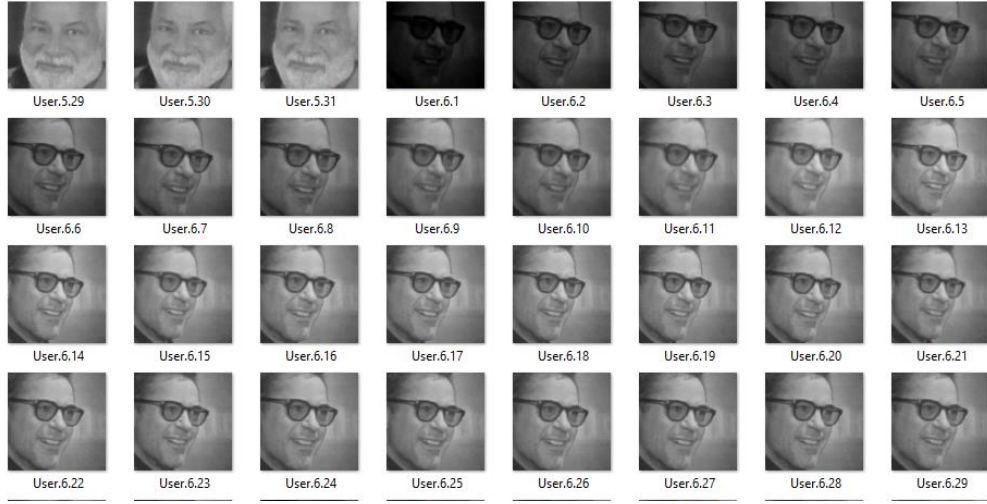 User.5.29 User.5.30 User.5.31 User.6.1 User.6.2 User.6.3 User.6.4 User.6.5
User.6.6 User.6.7 User.6.8 User.6.9 User.6.10 User.6.11 User.6.12 User.6.13
User.6.14 User.6.15 User.6.16 User.6.17 User.6.18 User.6.19 User.6.20 User.6.21
User.6.22 User.6.23 User.6.24 User.6.25 User.6.26 User.6.27 User.6.28 User.6.29